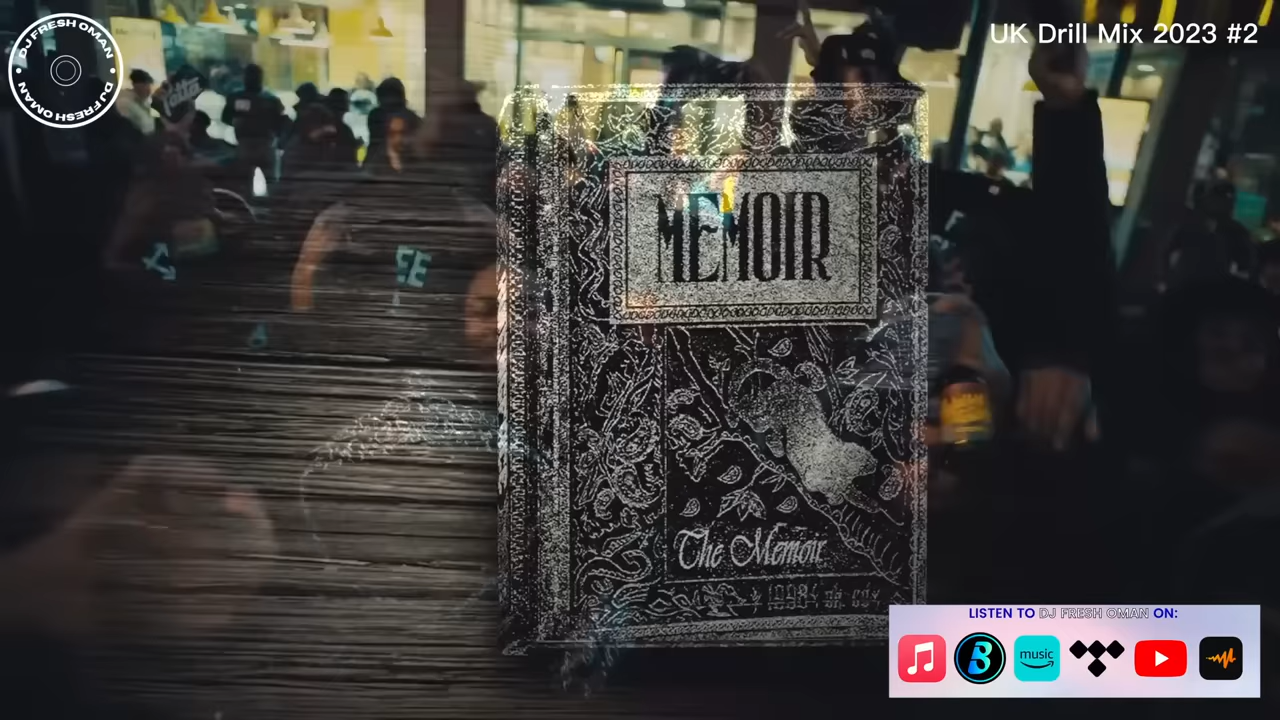 DJ FRESH OMAN
DJ FRESH OMAN
UK Drill Mix 2023 #2
EE
MEMOIR
The Memoir
LISTEN TO DJ FRESH OMAN ON:
music